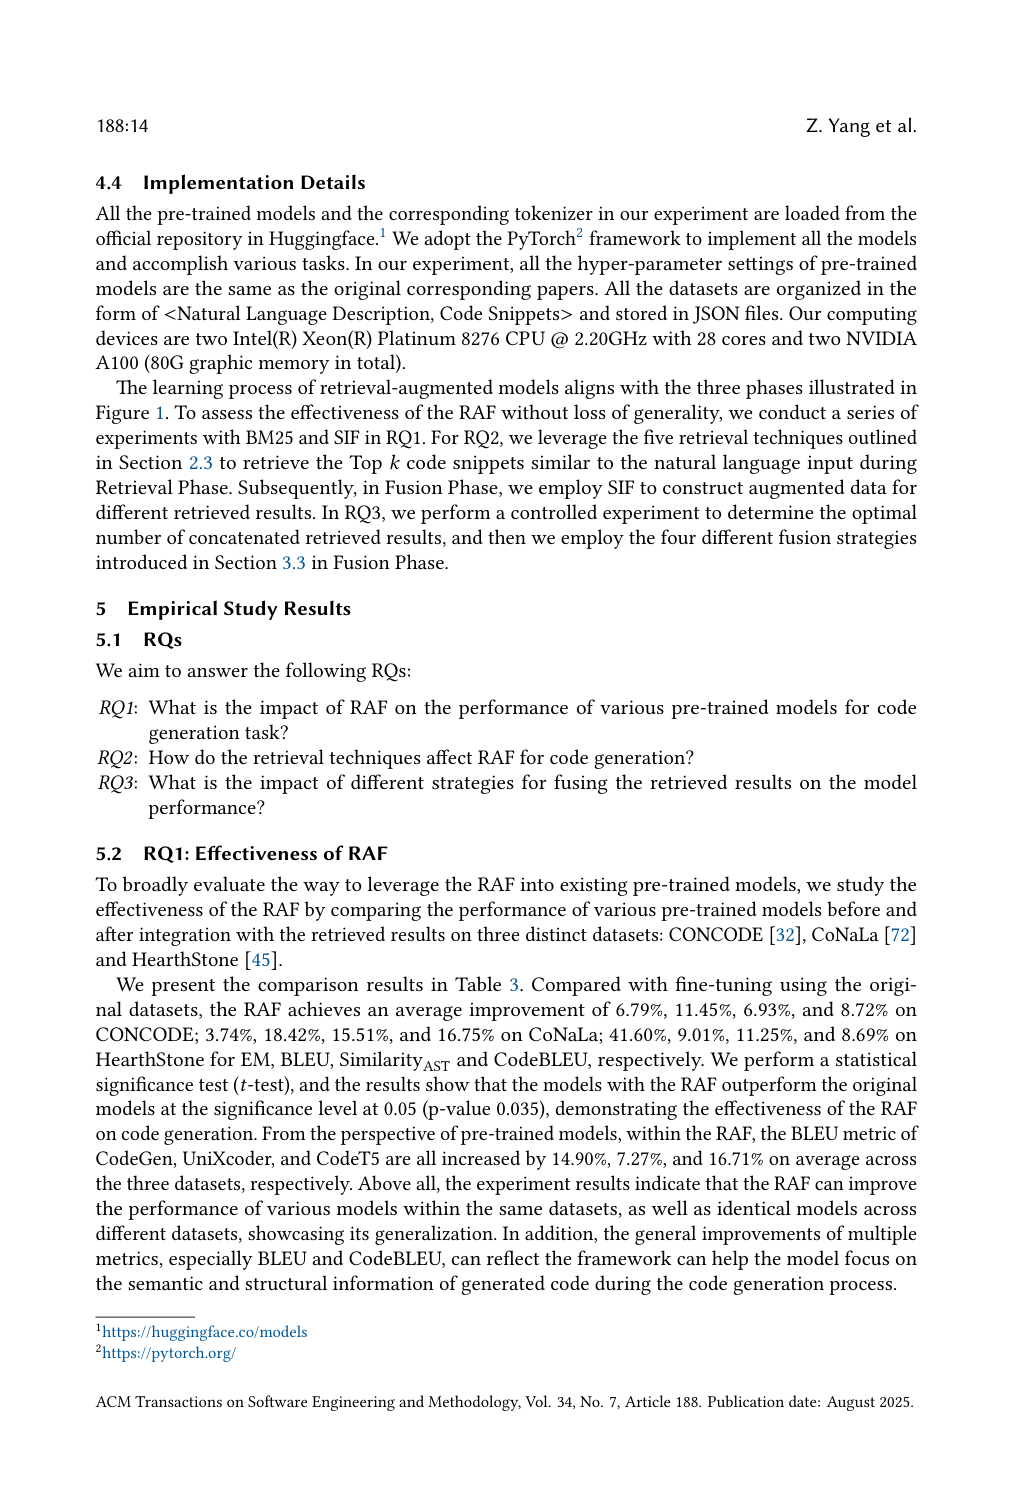 188:14
Z. Yang et al.
4.4 Implementation Details
All the pre-trained models and the corresponding tokenizer in our experiment are loaded from the
official repository in Huggingface.1 We adopt the PyTorch2 framework to implement all the models
and accomplish various tasks. In our experiment, all the hyper-parameter settings of pre-trained
models are the same as the original corresponding papers. All the datasets are organized in the
form of <Natural Language Description, Code Snippets> and stored in JSON files. Our computing
devices are two Intel(R) Xeon(R) Platinum 8276 CPU @ 2.20GHz with 28 cores and two NVIDIA
A100 (80G graphic memory in total).
The learning process of retrieval-augmented models aligns with the three phases illustrated in
Figure 1. To assess the effectiveness of the RAF without loss of generality, we conduct a series of
experiments with BM25 and SIF in RQ1. For RQ2, we leverage the five retrieval techniques outlined
in Section 2.3 to retrieve the Top k code snippets similar to the natural language input during
Retrieval Phase. Subsequently, in Fusion Phase, we employ SIF to construct augmented data for
different retrieved results. In RQ3, we perform a controlled experiment to determine the optimal
number of concatenated retrieved results, and then we employ the four different fusion strategies
introduced in Section 3.3 in Fusion Phase.
5 Empirical Study Results
5.1 RQs
We aim to answer the following RQs:
RQ1: What is the impact of RAF on the performance of various pre-trained models for code
generation task?
RQ2: How do the retrieval techniques affect RAF for code generation?
RQ3: What is the impact of different strategies for fusing the retrieved results on the model
performance?
5.2 RQ1: Effectiveness of RAF
To broadly evaluate the way to leverage the RAF into existing pre-trained models, we study the
effectiveness of the RAF by comparing the performance of various pre-trained models before and
after integration with the retrieved results on three distinct datasets: CONCODE [32], CoNaLa [72]
and HearthStone [45].
We present the comparison results in Table 3. Compared with fine-tuning using the origi-
nal datasets, the RAF achieves an average improvement of 6.79%, 11.45%, 6.93%, and 8.72% on
CONCODE; 3.74%, 18.42%, 15.51%, and 16.75% on CoNaLa; 41.60%, 9.01%, 11.25%, and 8.69% on
HearthStone for EM, BLEU, SimilarityAST and CodeBLEU, respectively. We perform a statistical
significance test (t-test), and the results show that the models with the RAF outperform the original
models at the significance level at 0.05 (p-value 0.035), demonstrating the effectiveness of the RAF
on code generation. From the perspective of pre-trained models, within the RAF, the BLEU metric of
CodeGen, UniXcoder, and CodeT5 are all increased by 14.90%, 7.27%, and 16.71% on average across
the three datasets, respectively. Above all, the experiment results indicate that the RAF can improve
the performance of various models within the same datasets, as well as identical models across
different datasets, showcasing its generalization. In addition, the general improvements of multiple
metrics, especially BLEU and CodeBLEU, can reflect the framework can help the model focus on
the semantic and structural information of generated code during the code generation process.
1https://huggingface.co/models
2https://pytorch.org/
ACM Transactions on Software Engineering and Methodology, Vol. 34, No. 7, Article 188. Publication date: August 2025.